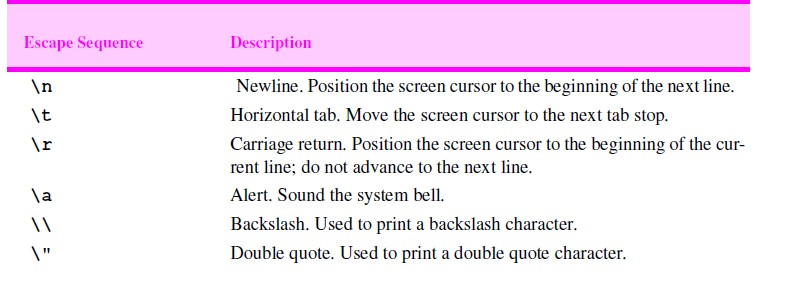 Escape Sequence Description
\n Newline. Position the screen cursor to the beginning of the next line.
\t Horizontal tab. Move the screen cursor to the next tab stop.
\r Carriage return. Position the screen cursor to the beginning of the cur-
rent line; do not advance to the next line.
\a Alert. Sound the system bell.
\\ Backslash. Used to print a backslash character.
\" Double quote. Used to print a double quote character.